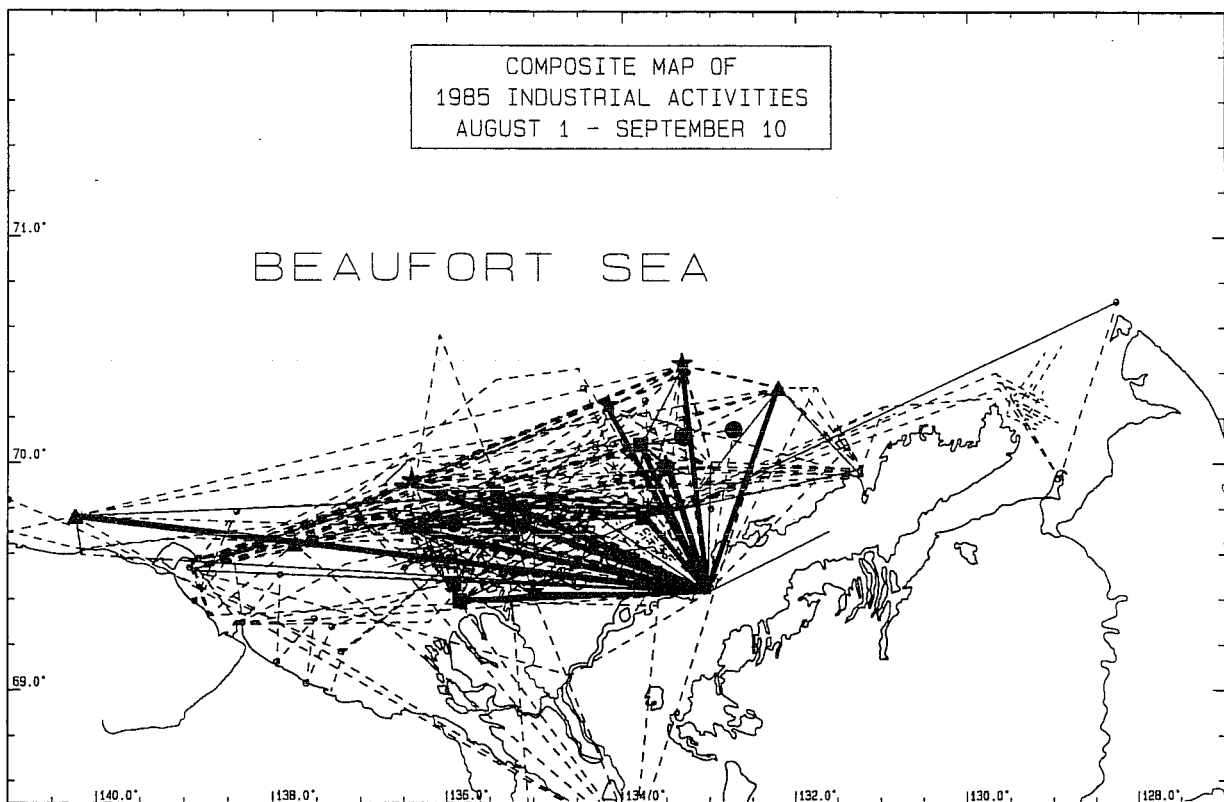 COMPOSITE MAP OF
1985 INDUSTRIAL ACTIVITIES
AUGUST 1 - SEPTEMBER 10
71.0°
BEAUFORT SEA
70.0°
69.0°
140.0° 138.0° 136.0° 134.0° 132.0° 130.0° 128.0°